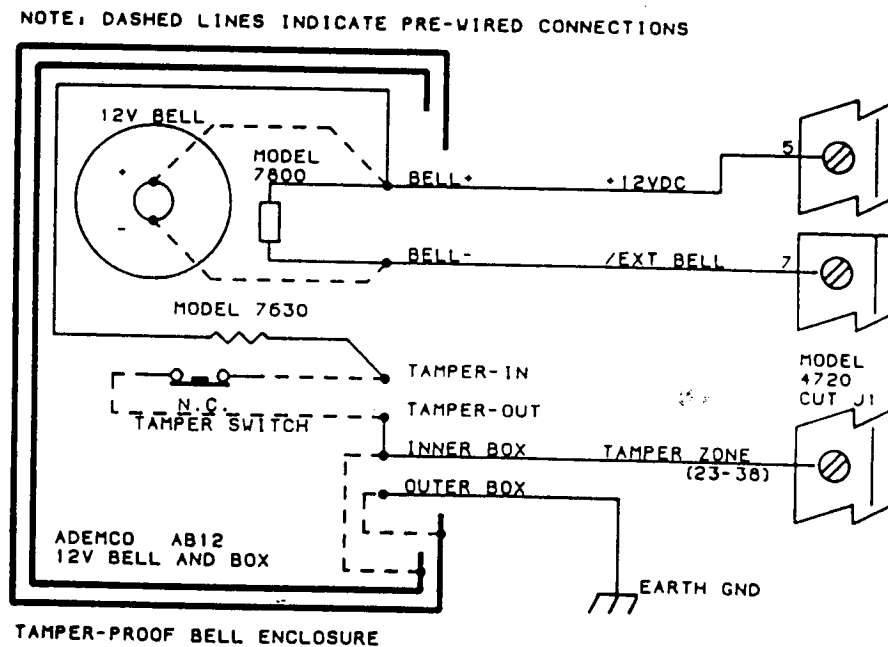 NOTE: DASHED LINES INDICATE PRE-WIRED CONNECTIONS
12V BELL
+
-
MODEL
7800
BELL+
+12VDC
5
BELL-
/EXT BELL
7
MODEL 7630
TAMPER-IN
N.C.
TAMPER SWITCH
TAMPER-OUT
MODEL
4720
CUT J1
INNER BOX
TAMPER ZONE
(23-38)
OUTER BOX
ADEMCO AB12
12V BELL AND BOX
EARTH GND
TAMPER-PROOF BELL ENCLOSURE